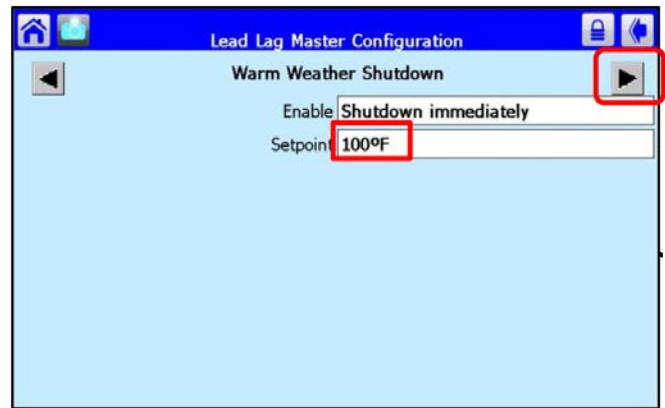 Lead Lag Master Configuration
Warm Weather Shutdown
Enable Shutdown immediately
Setpoint 100ºF